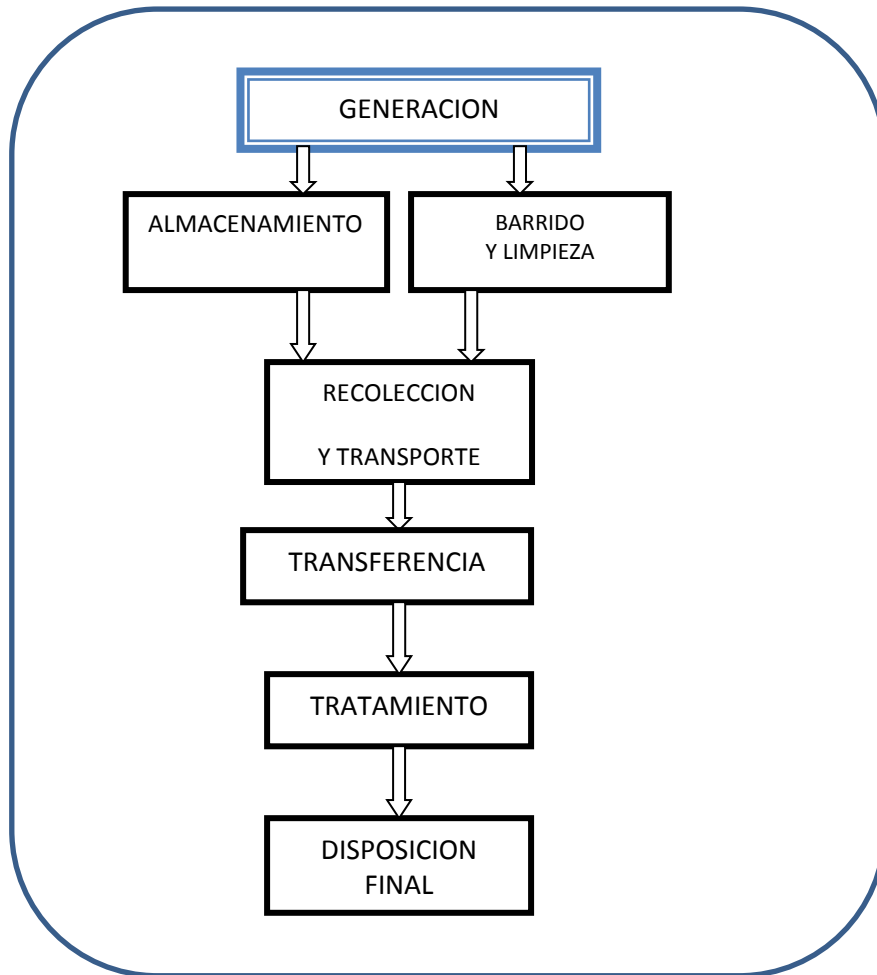 GENERACION
ALMACENAMIENTO
BARRIDO
Y LIMPIEZA
RECOLECCION
Y TRANSPORTE
TRANSFERENCIA
TRATAMIENTO
DISPOSICION
FINAL